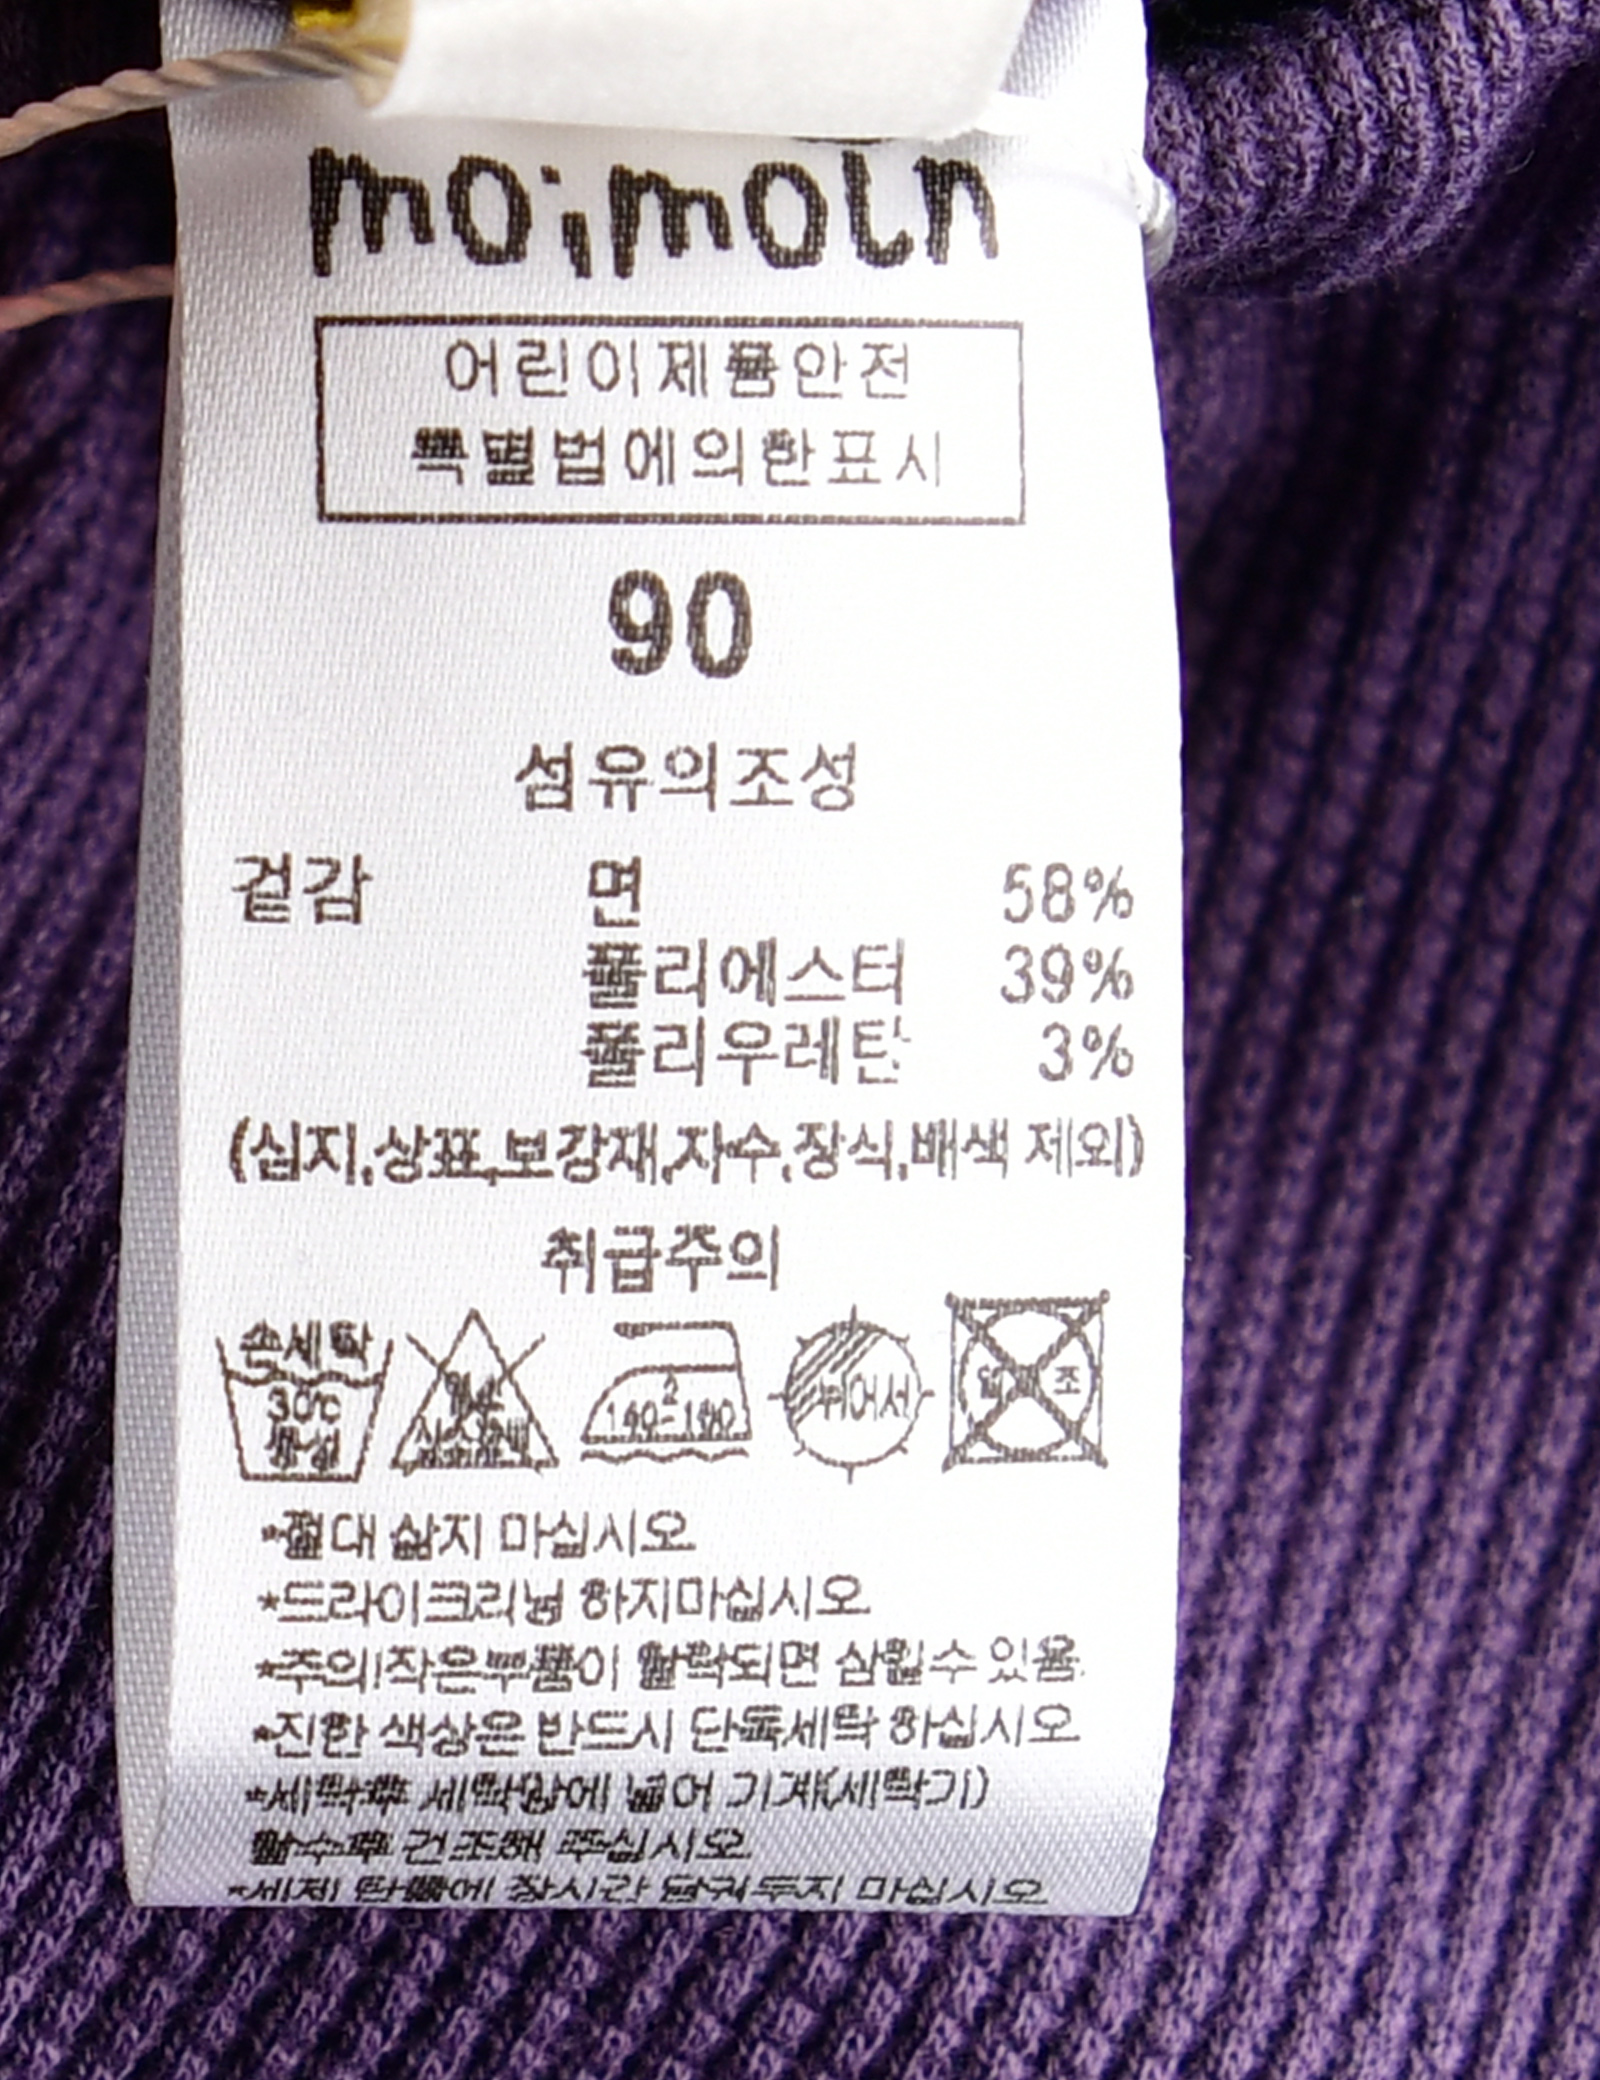 moimoln
어린이제품안전
특별법에의한표시
90
섬유의조성
겉감 면 58%
폴리에스터 39%
폴리우레탄 3%
(심지,상표,보강재,자수,장식,배색 제외)
취급주의
손세탁
30℃
중성
2
140-160
뉘어서
조
*절대 삶지 마십시오
*드라이크리닝 하지마십시오
*주의!작은부품이 탈락되면 삼킬수 있음
*진한 색상은 반드시 단독세탁 하십시오
*세탁후 세탁망에 넣어 기계(세탁기)
탈수후 건조해 주십시오
*세제 만물에 장시간 담궈두지 마십시오